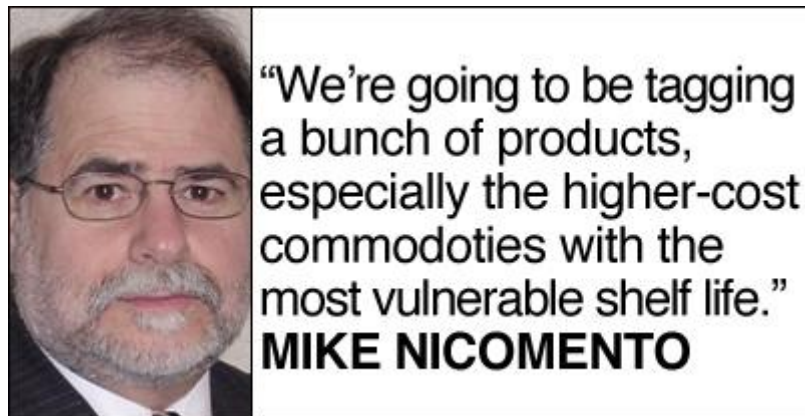 “We’re going to be tagging
a bunch of products,
especially the higher-cost
commodoties with the
most vulnerable shelf life.”
MIKE NICOMENTO